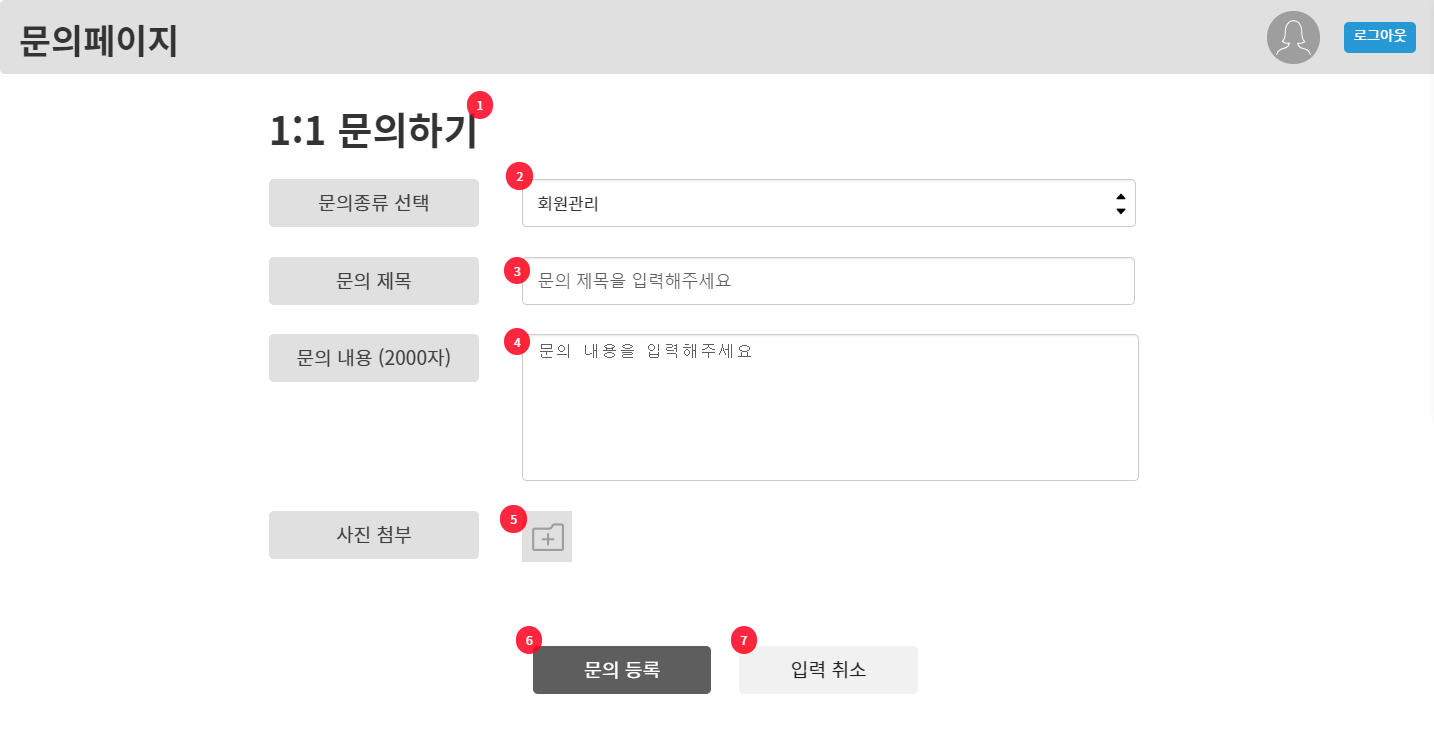 문의페이지
로그아웃
1
1:1 문의하기
2
문의종류 선택
회원관리
3
문의 제목
문의 제목을 입력해주세요
4
문의 내용 (2000자)
문의 내용을 입력해주세요
5
사진 첨부
6
문의 등록
7
입력 취소